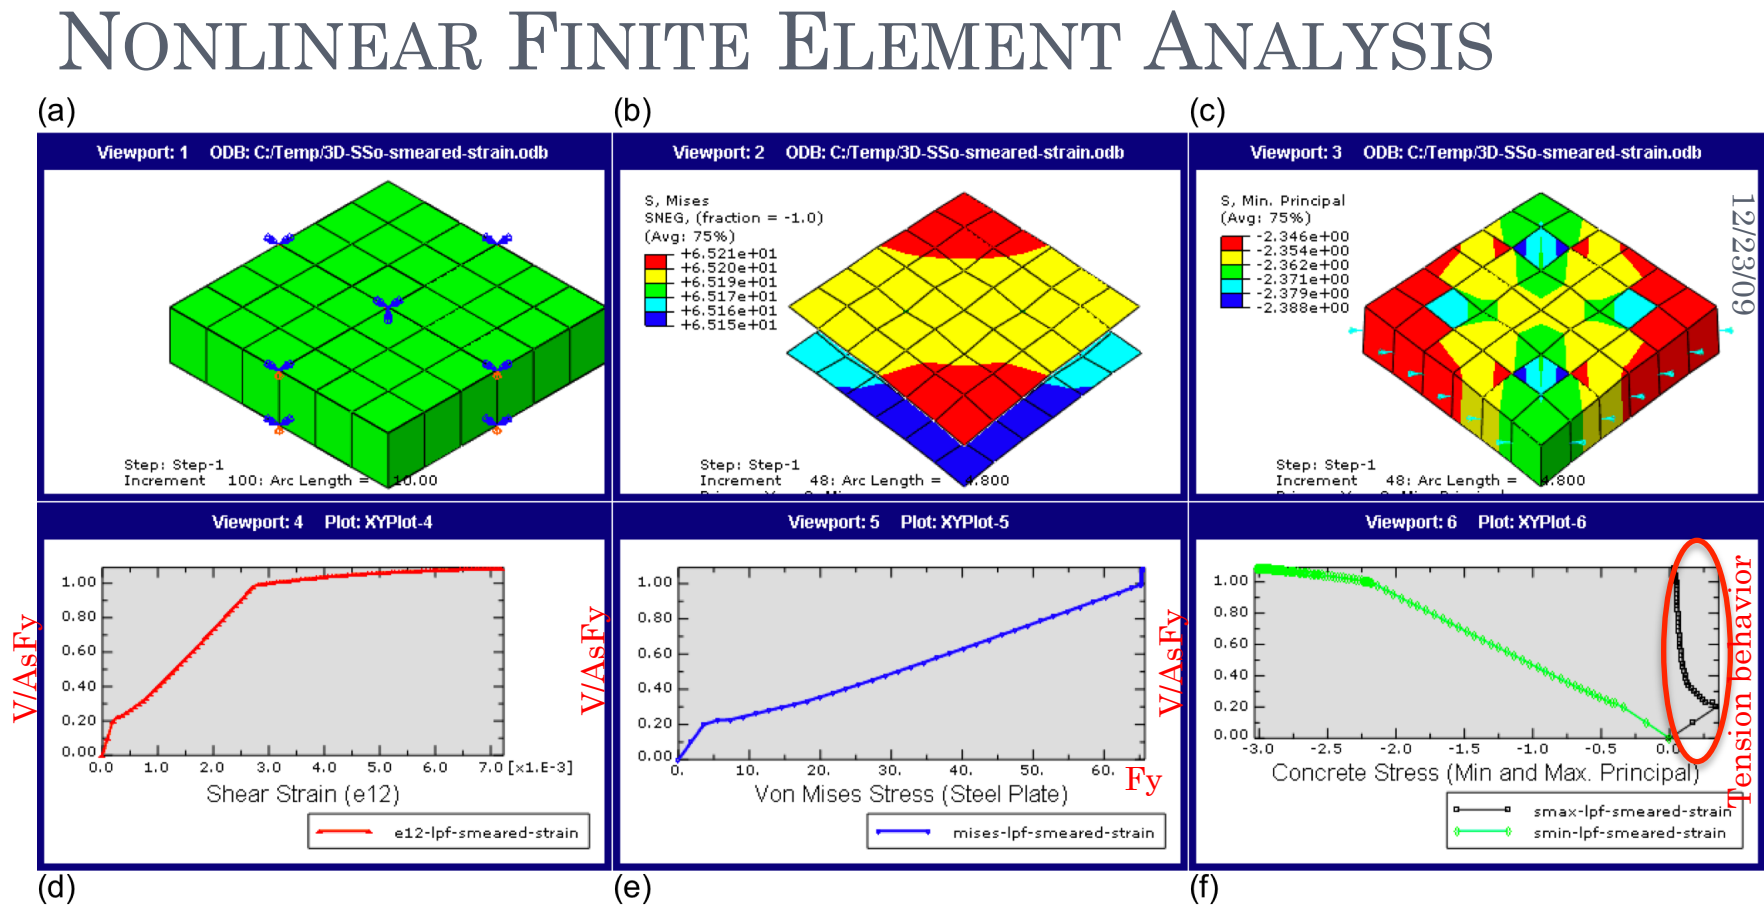 NONLINEAR FINITE ELEMENT ANALYSIS
(a)
(b)
(c)
Viewport: 1 ODB: C:/Temp/3D-SSo-smeared-strain.odb
Step: Step-1
Increment 100: Arc Length = 10.00
Viewport: 2 ODB: C:/Temp/3D-SSo-smeared-strain.odb
S, Mises
SNEG, (fraction = -1.0)
(Avg: 75%)
+6.521e+01
+6.520e+01
+6.519e+01
+6.517e+01
+6.516e+01
+6.515e+01
Step: Step-1
Increment 48: Arc Length = 4.800
Viewport: 3 ODB: C:/Temp/3D-SSo-smeared-strain.odb
S, Min. Principal
(Avg: 75%)
-2.346e+00
-2.354e+00
-2.362e+00
-2.371e+00
-2.379e+00
-2.388e+00
Step: Step-1
Increment 48: Arc Length = 4.800
12/23/09
Viewport: 4 Plot: XYPlot-4
V/AsFy
1.00
0.80
0.60
0.40
0.20
0.00
0.0 1.0 2.0 3.0 4.0 5.0 6.0 7.0 [x1.E-3]
Shear Strain (e12)
e12-lpf-smeared-strain
Viewport: 5 Plot: XYPlot-5
V/AsFy
1.00
0.80
0.60
0.40
0.20
0.00
0. 10. 20. 30. 40. 50. 60.
Fy
Von Mises Stress (Steel Plate)
mises-lpf-smeared-strain
Viewport: 6 Plot: XYPlot-6
V/AsFy
1.00
0.80
0.60
0.40
0.20
0.00
-3.0 -2.5 -2.0 -1.5 -1.0 -0.5 0.0
Concrete Stress (Min and Max. Principal)
smax-lpf-smeared-strain
smin-lpf-smeared-strain
Tension behavior
(d)
(e)
(f)